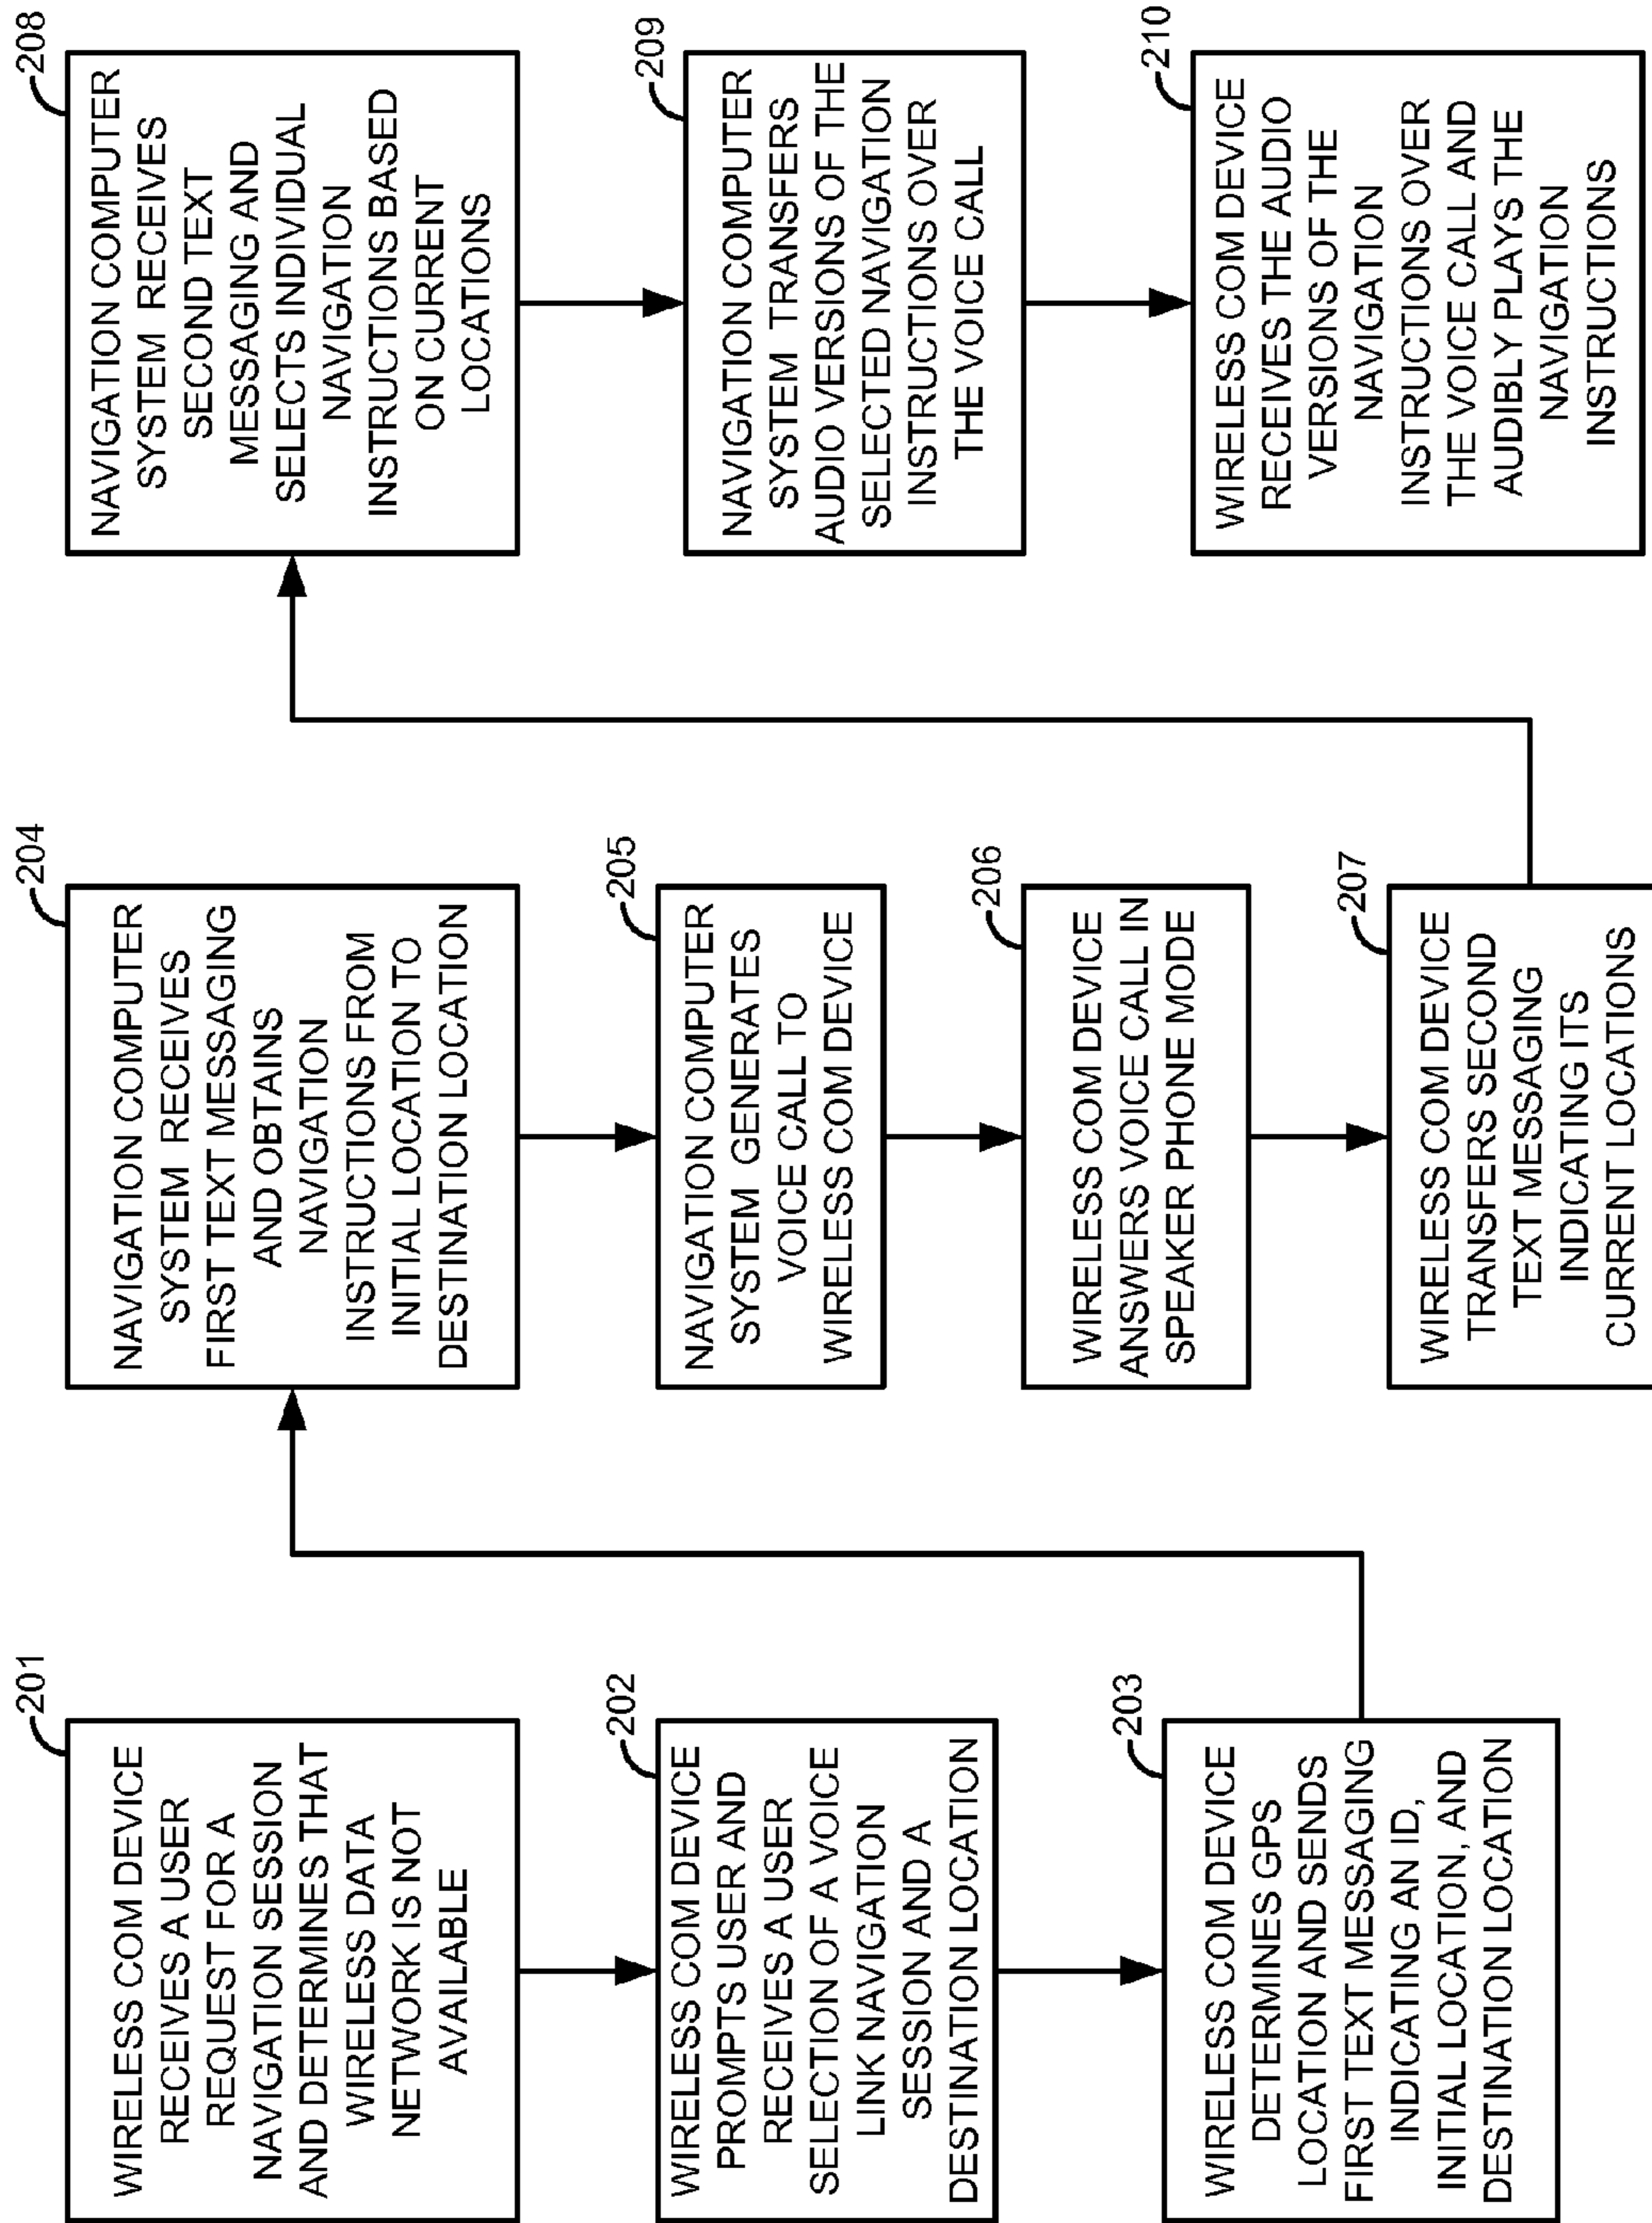 201
WIRELESS COM DEVICE
RECEIVES A USER
REQUEST FOR A
NAVIGATION SESSION
AND DETERMINES THAT
WIRELESS DATA
NETWORK IS NOT
AVAILABLE
202
WIRELESS COM DEVICE
PROMPTS USER AND
RECEIVES A USER
SELECTION OF A VOICE
LINK NAVIGATION
SESSION AND A
DESTINATION LOCATION
203
WIRELESS COM DEVICE
DETERMINES GPS
LOCATION AND SENDS
FIRST TEXT MESSAGING
INDICATING AN ID,
INITIAL LOCATION, AND
DESTINATION LOCATION
204
NAVIGATION COMPUTER
SYSTEM RECEIVES
FIRST TEXT MESSAGING
AND OBTAINS
NAVIGATION
INSTRUCTIONS FROM
INITIAL LOCATION TO
DESTINATION LOCATION
205
NAVIGATION COMPUTER
SYSTEM GENERATES
VOICE CALL TO
WIRELESS COM DEVICE
206
WIRELESS COM DEVICE
ANSWERS VOICE CALL IN
SPEAKER PHONE MODE
207
WIRELESS COM DEVICE
TRANSFERS SECOND
TEXT MESSAGING
INDICATING ITS
CURRENT LOCATIONS
208
NAVIGATION COMPUTER
SYSTEM RECEIVES
SECOND TEXT
MESSAGING AND
SELECTS INDIVIDUAL
NAVIGATION
INSTRUCTIONS BASED
ON CURRENT
LOCATIONS
209
NAVIGATION COMPUTER
SYSTEM TRANSFERS
AUDIO VERSIONS OF THE
SELECTED NAVIGATION
INSTRUCTIONS OVER
THE VOICE CALL
210
WIRELESS COM DEVICE
RECEIVES THE AUDIO
VERSIONS OF THE
NAVIGATION
INSTRUCTIONS OVER
THE VOICE CALL AND
AUDIBLY PLAYS THE
NAVIGATION
INSTRUCTIONS